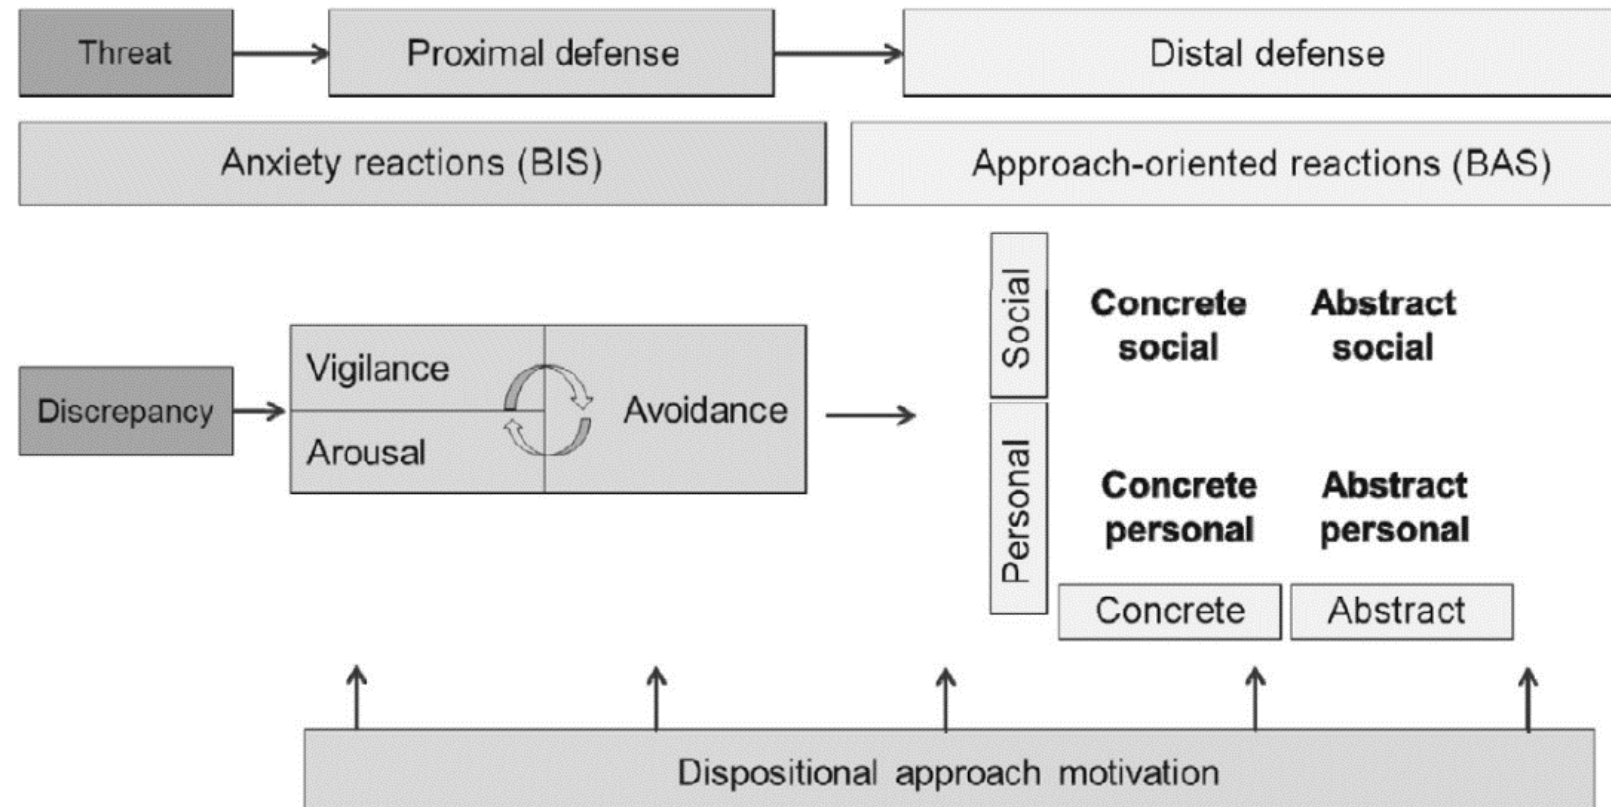 Threat
Proximal defense
Distal defense
Anxiety reactions (BIS)
Approach-oriented reactions (BAS)
Discrepancy
Vigilance
Arousal
Avoidance
Social
Personal
Concrete
social
Abstract
social
Concrete
personal
Abstract
personal
Concrete
Abstract
Dispositional approach motivation